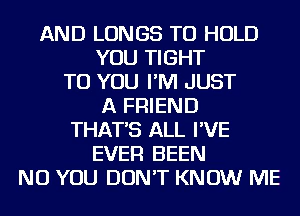 AND LONGS TO HOLD
YOU TIGHT
TO YOU I'M JUST
A FRIEND
THAT'S ALL I'VE
EVER BEEN
NO YOU DON'T KNOW ME